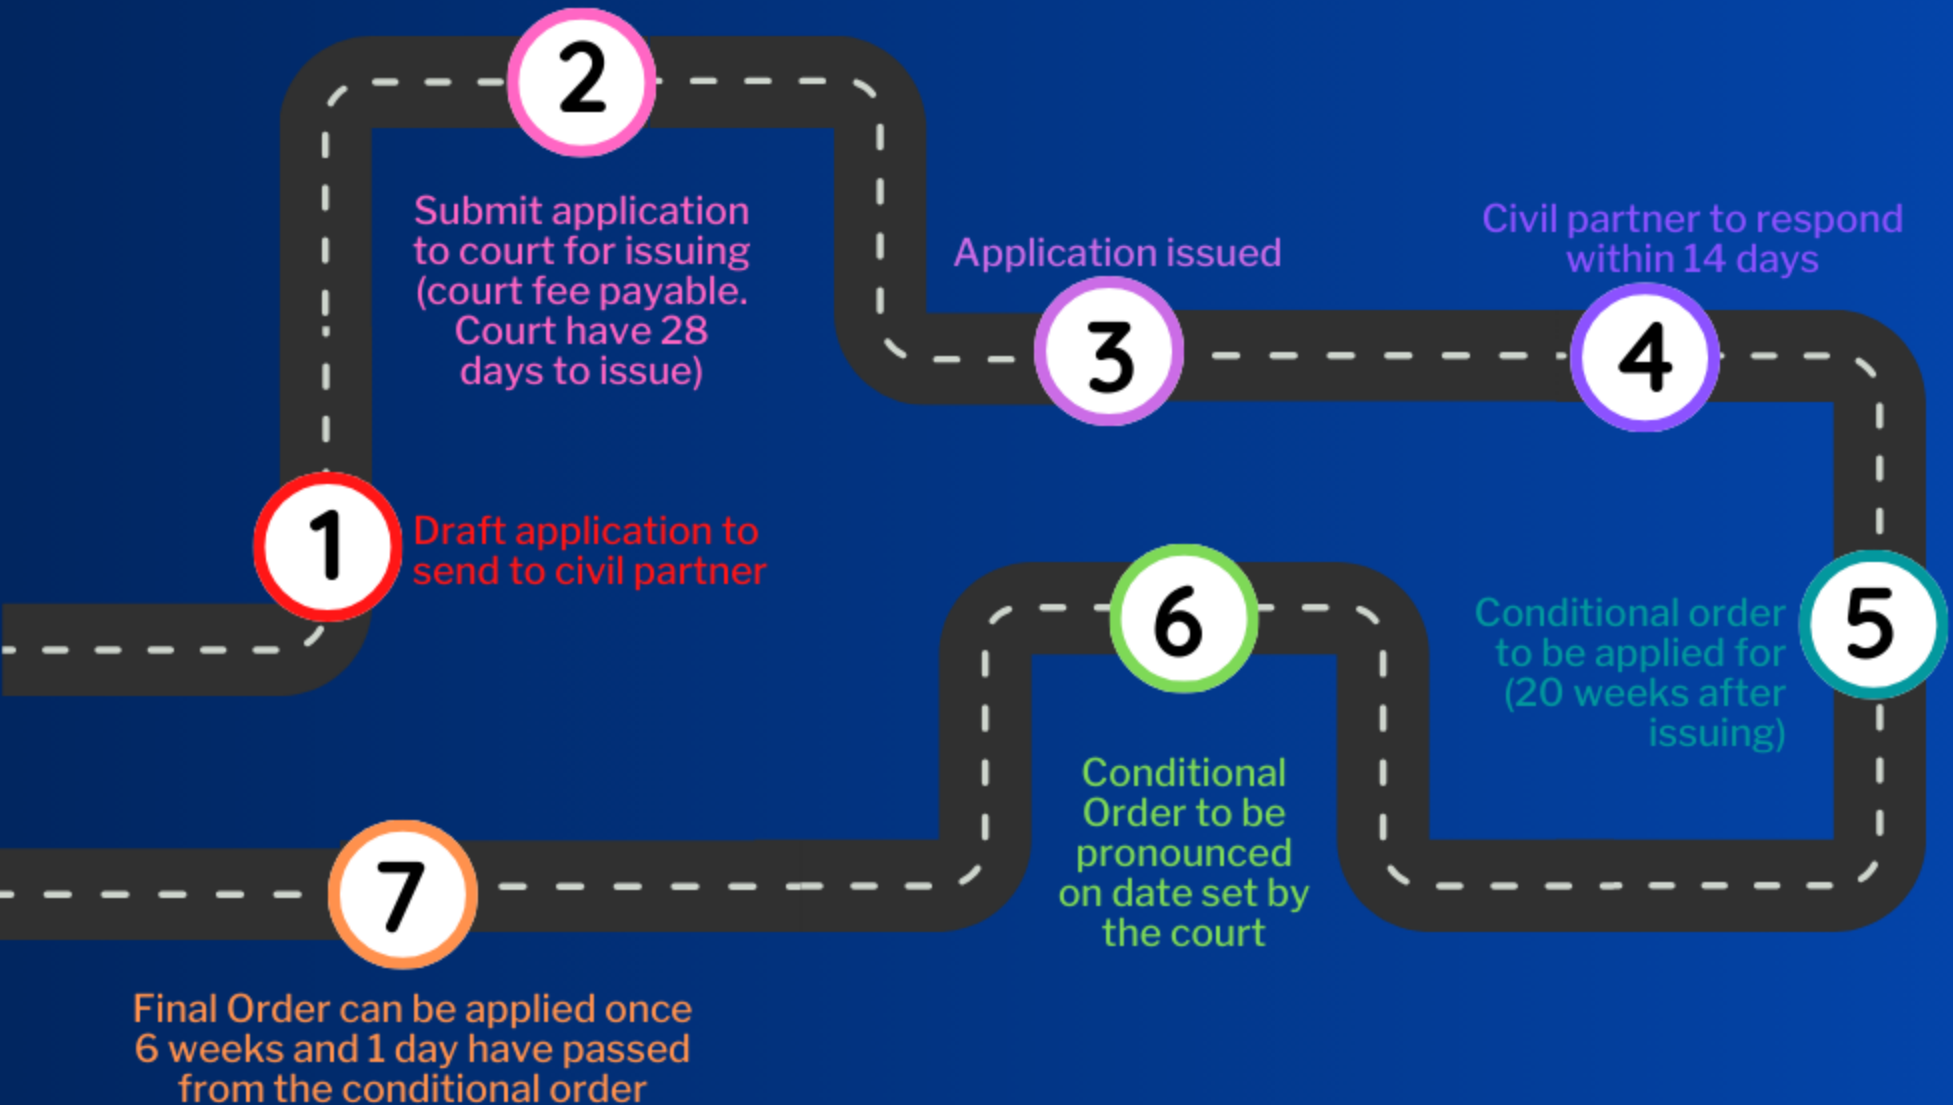 2
Submit application
to court for issuing
(court fee payable.
Court have 28
days to issue)
1
Draft application to
send to civil partner
Application issued
3
Civil partner to respond
within 14 days
4
5
Conditional order
to be applied for
(20 weeks after
issuing)
6
Conditional
Order to be
pronounced
on date set by
the court
7
Final Order can be applied once
6 weeks and 1 day have passed
from the conditional order